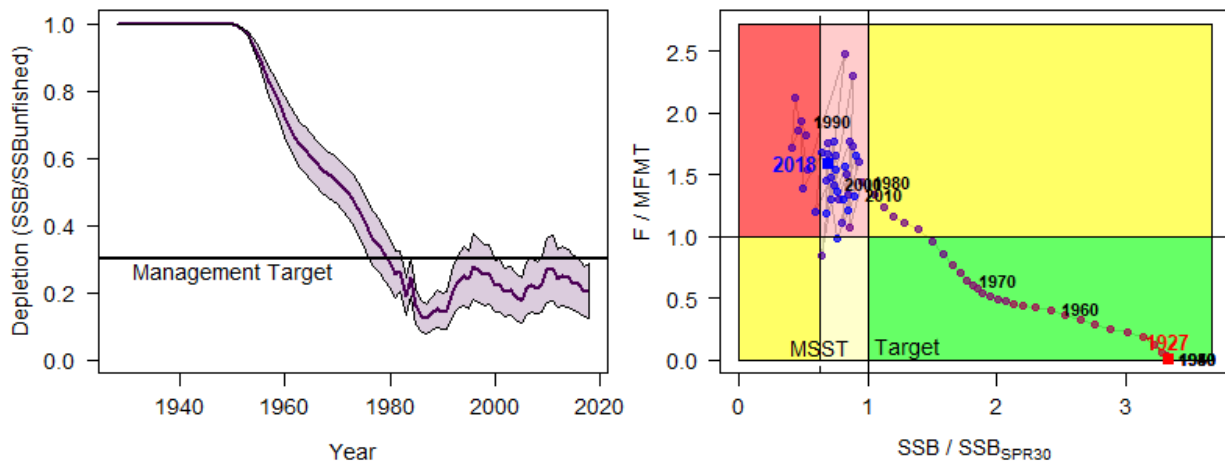 1.0
0.8
0.6
0.4
0.2
0.0
Depletion (SSB/SSBunfished)
Management Target
1940 1960 1980 2000 2020
Year
2.5
2.0
1.5
1.0
0.5
0.0
F / MFMT
1990
2018
2000
1980
2010
1970
1960
1927
1940
MSST
Target
0 1 2 3
SSB / SSBSPR30